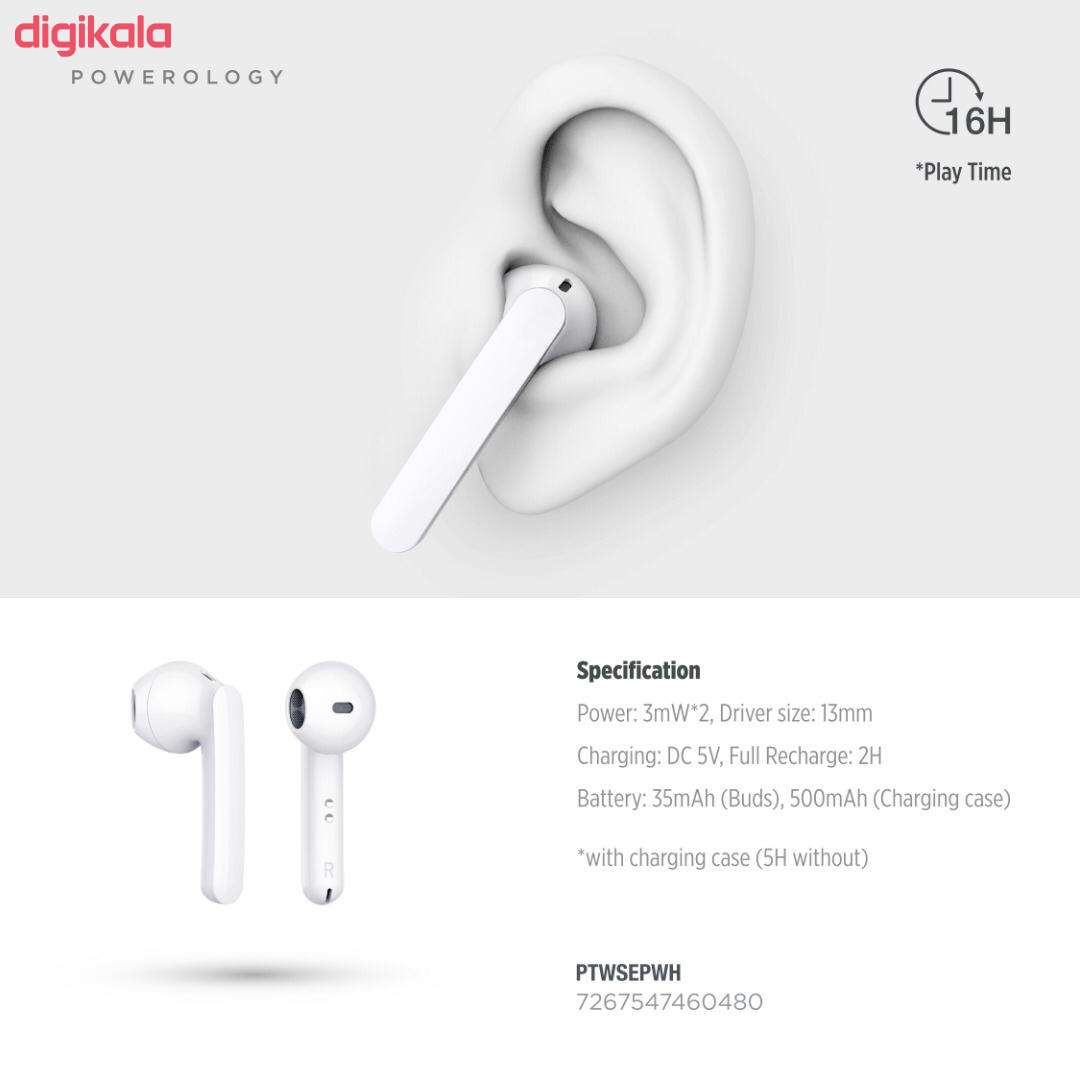 digikala
POWEROLOGY
16H
*Play Time
R
Specification
Power: 3mW*2, Driver size: 13mm
Charging: DC 5V, Full Recharge: 2H
Battery: 35mAh (Buds), 500mAh (Charging case)
*with charging case (5H without)
PTWSEPWH
7267547460480